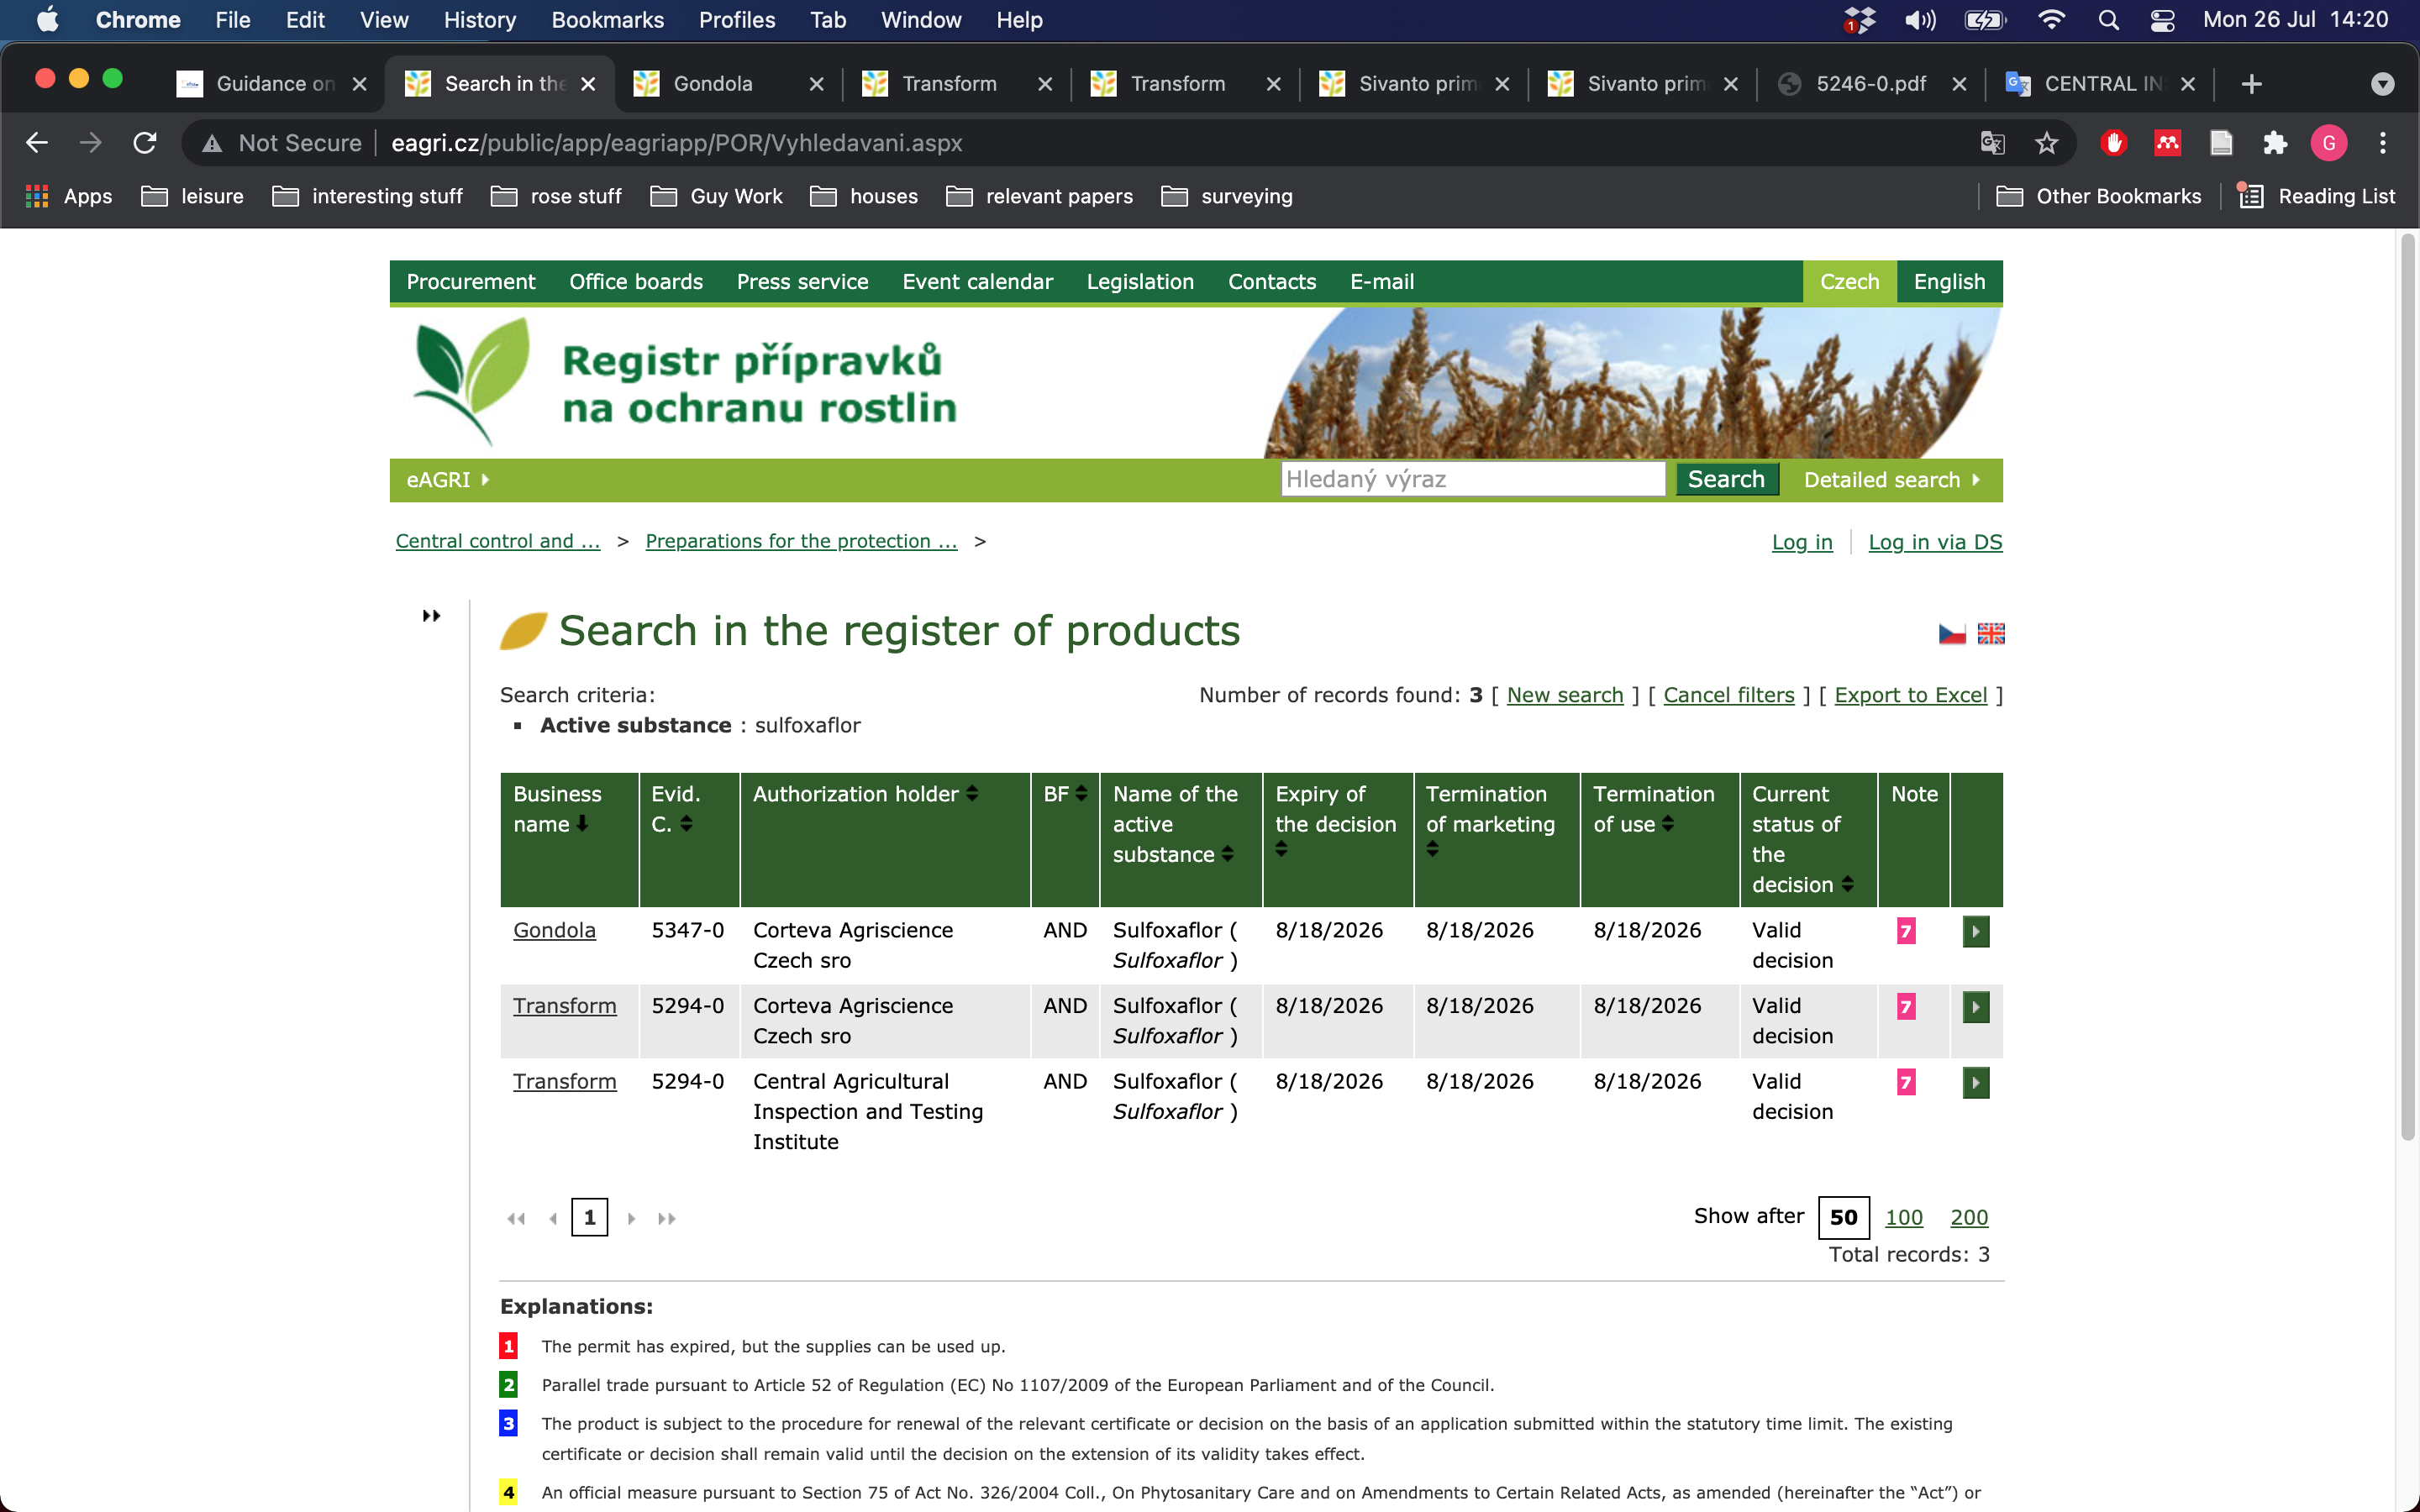 Chrome File Edit View History Bookmarks Profiles Tab Window Help 1 Mon 26 Jul 14:20
Guidance on Search in the Gondola Transform Transform Sivanto prim Sivanto prim 5246-0.pdf CENTRAL IN
Not Secure eagri.cz/public/app/eagriapp/POR/Vyhledavani.aspx G
Apps leisure interesting stuff rose stuff Guy Work houses relevant papers surveying Other Bookmarks Reading List
Procurement Office boards Press service Event calendar Legislation Contacts E-mail Czech English
Registr přípravků
na ochranu rostlin
eAGRI Hledaný výraz Search Detailed search
Central control and ... > Preparations for the protection ... > Log in Log in via DS
Search in the register of products
Search criteria: Number of records found: 3 [ New search ] [ Cancel filters ] [ Export to Excel ]
Active substance : sulfoxaflor
Business name Evid. C. Authorization holder BF Name of the active substance Expiry of the decision Termination of marketing Termination of use Current status of the decision Note
Gondola 5347-0 Corteva Agriscience Czech sro AND Sulfoxaflor ( Sulfoxaflor ) 8/18/2026 8/18/2026 8/18/2026 Valid decision 7
Transform 5294-0 Corteva Agriscience Czech sro AND Sulfoxaflor ( Sulfoxaflor ) 8/18/2026 8/18/2026 8/18/2026 Valid decision 7
Transform 5294-0 Central Agricultural Inspection and Testing Institute AND Sulfoxaflor ( Sulfoxaflor ) 8/18/2026 8/18/2026 8/18/2026 Valid decision 7
1 Show after 50 100 200
Total records: 3
Explanations:
1 The permit has expired, but the supplies can be used up.
2 Parallel trade pursuant to Article 52 of Regulation (EC) No 1107/2009 of the European Parliament and of the Council.
3 The product is subject to the procedure for renewal of the relevant certificate or decision on the basis of an application submitted within the statutory time limit. The existing
certificate or decision shall remain valid until the decision on the extension of its validity takes effect.
4 An official measure pursuant to Section 75 of Act No. 326/2004 Coll., On Phytosanitary Care and on Amendments to Certain Related Acts, as amended (hereinafter the “Act”) or